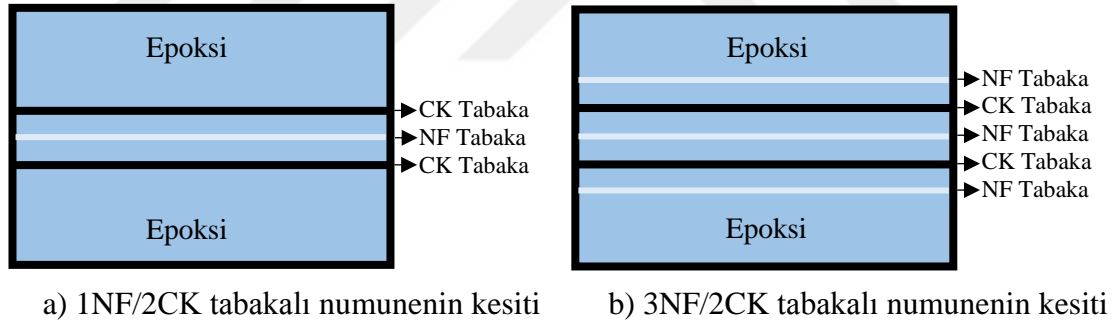 Epoksi
CK Tabaka
NF Tabaka
CK Tabaka
Epoksi
a) 1NF/2CK tabakalı numunenin kesiti
Epoksi
NF Tabaka
CK Tabaka
NF Tabaka
CK Tabaka
NF Tabaka
Epoksi
b) 3NF/2CK tabakalı numunenin kesiti